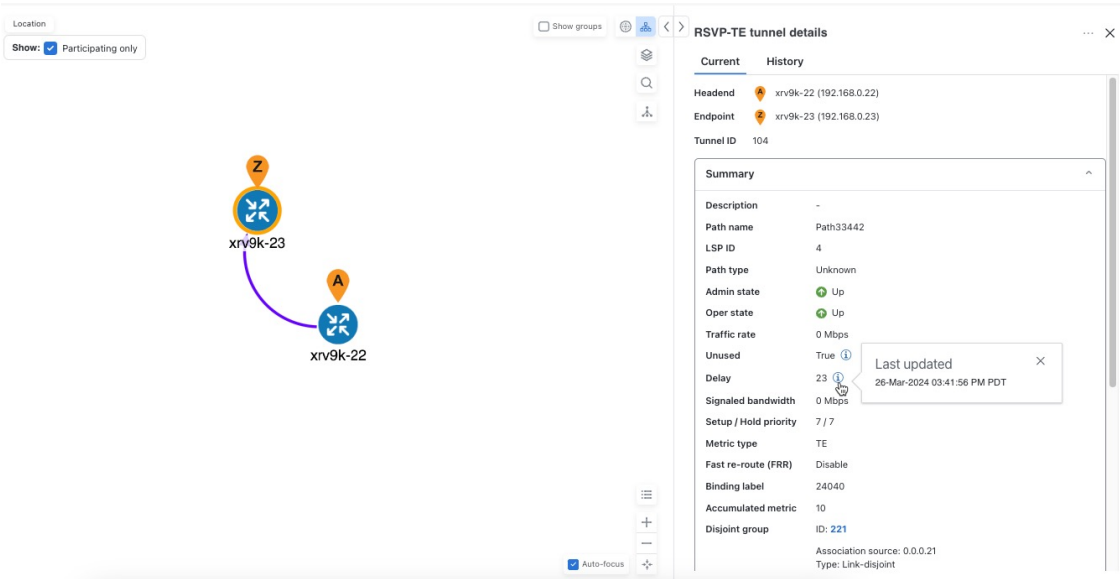 Location
Show: Participating only
Show groups
Z
xrv9k-23
A
xrv9k-22
Auto-focus
RSVP-TE tunnel details
Current History
Headend A xrv9k-22 (192.168.0.22)
Endpoint Z xrv9k-23 (192.168.0.23)
Tunnel ID 104
Summary
Description -
Path name Path33442
LSP ID 4
Path type Unknown
Admin state Up
Oper state Up
Traffic rate 0 Mbps
Unused True
Delay 23
Last updated
26-Mar-2024 03:41:56 PM PDT
Signaled bandwidth 0 Mbps
Setup / Hold priority 7 / 7
Metric type TE
Fast re-route (FRR) Disable
Binding label 24040
Accumulated metric 10
Disjoint group ID: 221
Association source: 0.0.0.21
Type: Link-disjoint